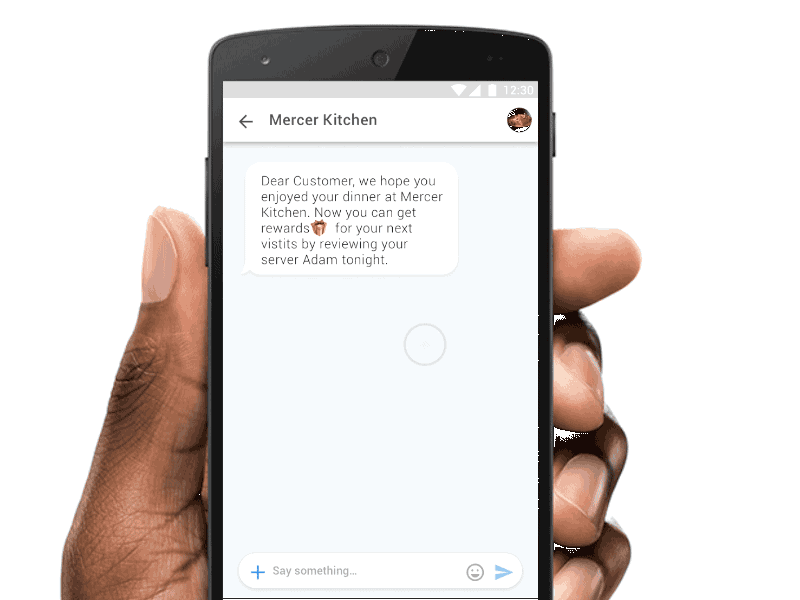 12:30
Mercer Kitchen
Dear Customer, we hope you
enjoyed your dinner at Mercer
Kitchen. Now you can get
rewards🎁 for your next
vistits by reviewing your
server Adam tonight.
Say something...